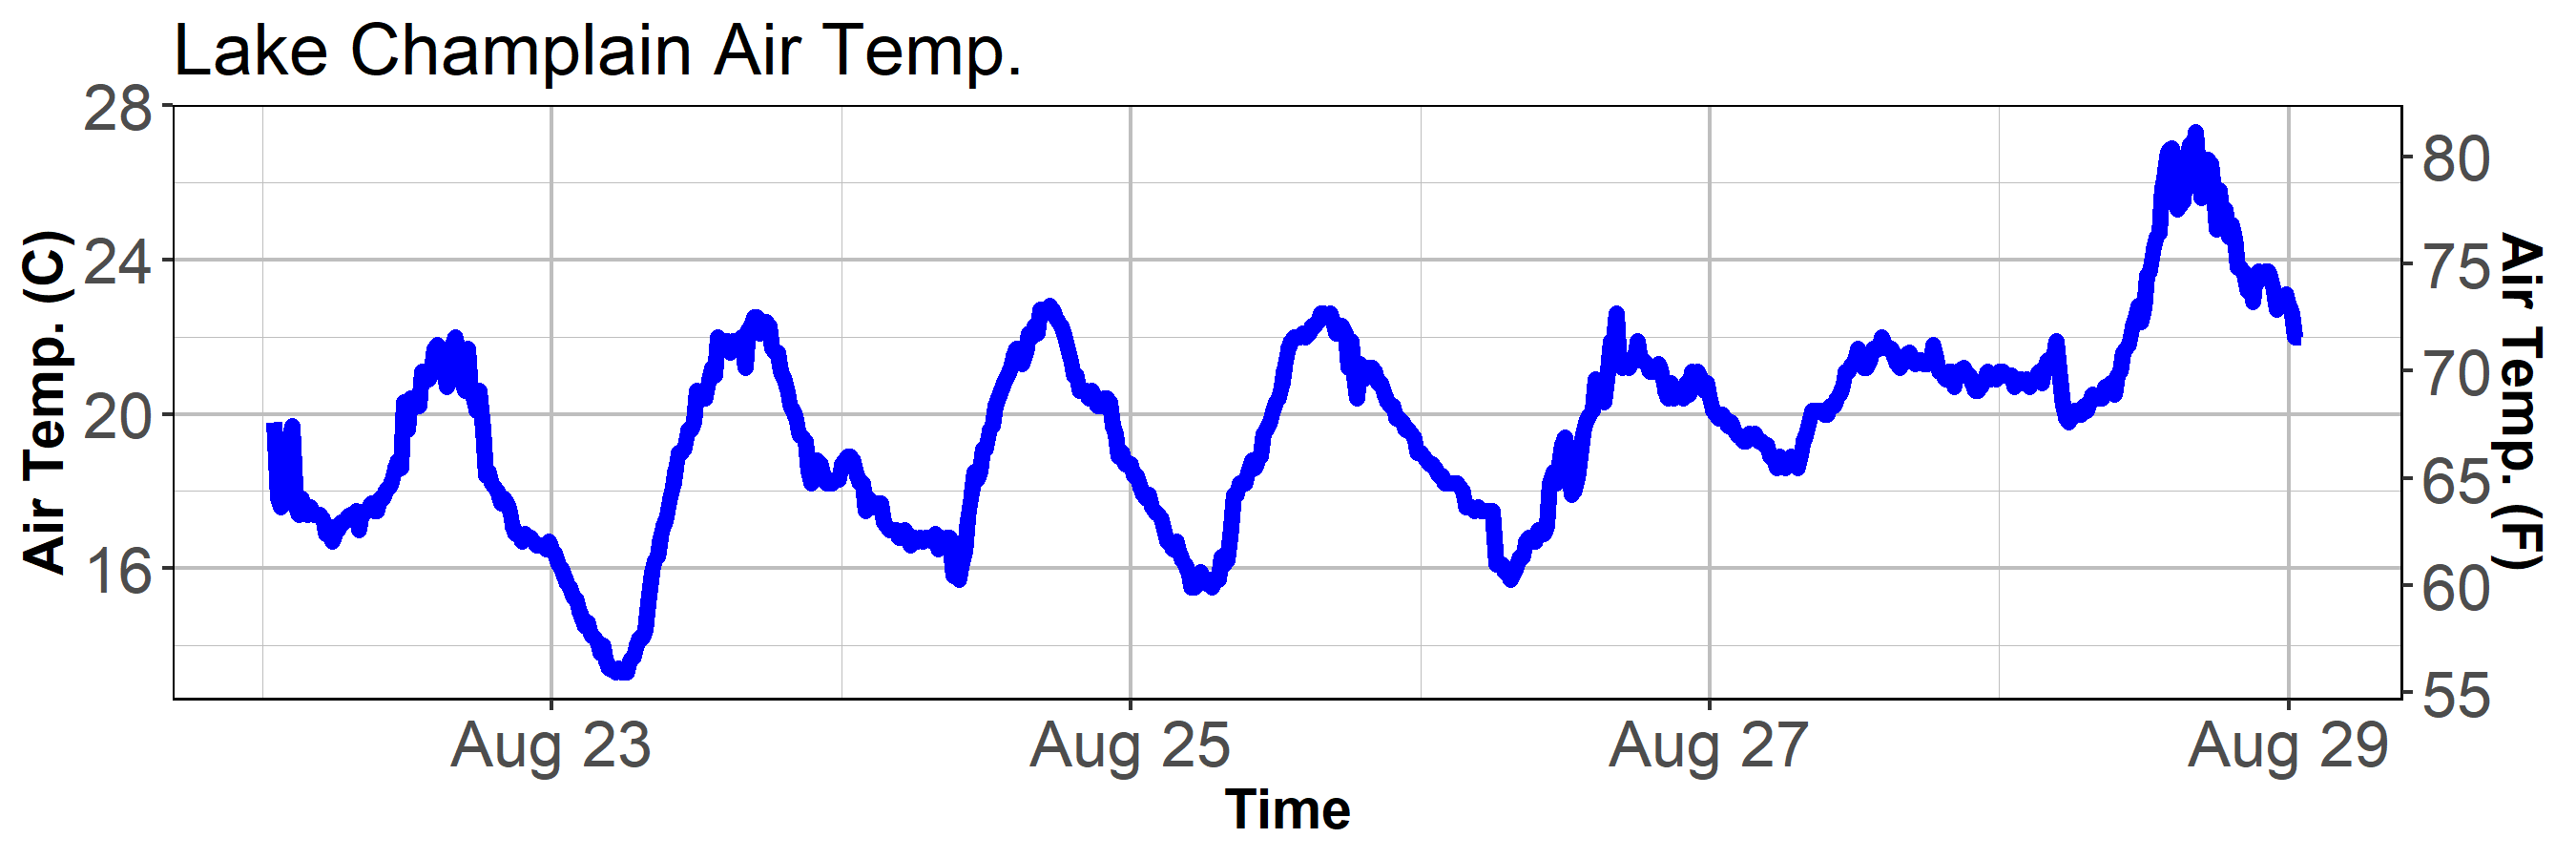 Lake Champlain Air Temp.
28
24
20
16
Air Temp. (C)
80
75
70
65
60
55
Air Temp. (F)
Aug 23 Aug 25 Aug 27 Aug 29
Time